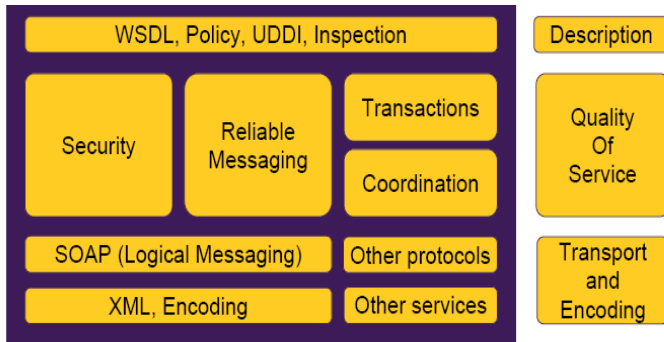 WSDL, Policy, UDDI, Inspection
Description
Security
Reliable
Messaging
Transactions
Coordination
Quality
Of
Service
SOAP (Logical Messaging)
Other protocols
XML, Encoding
Other services
Transport
and
Encoding